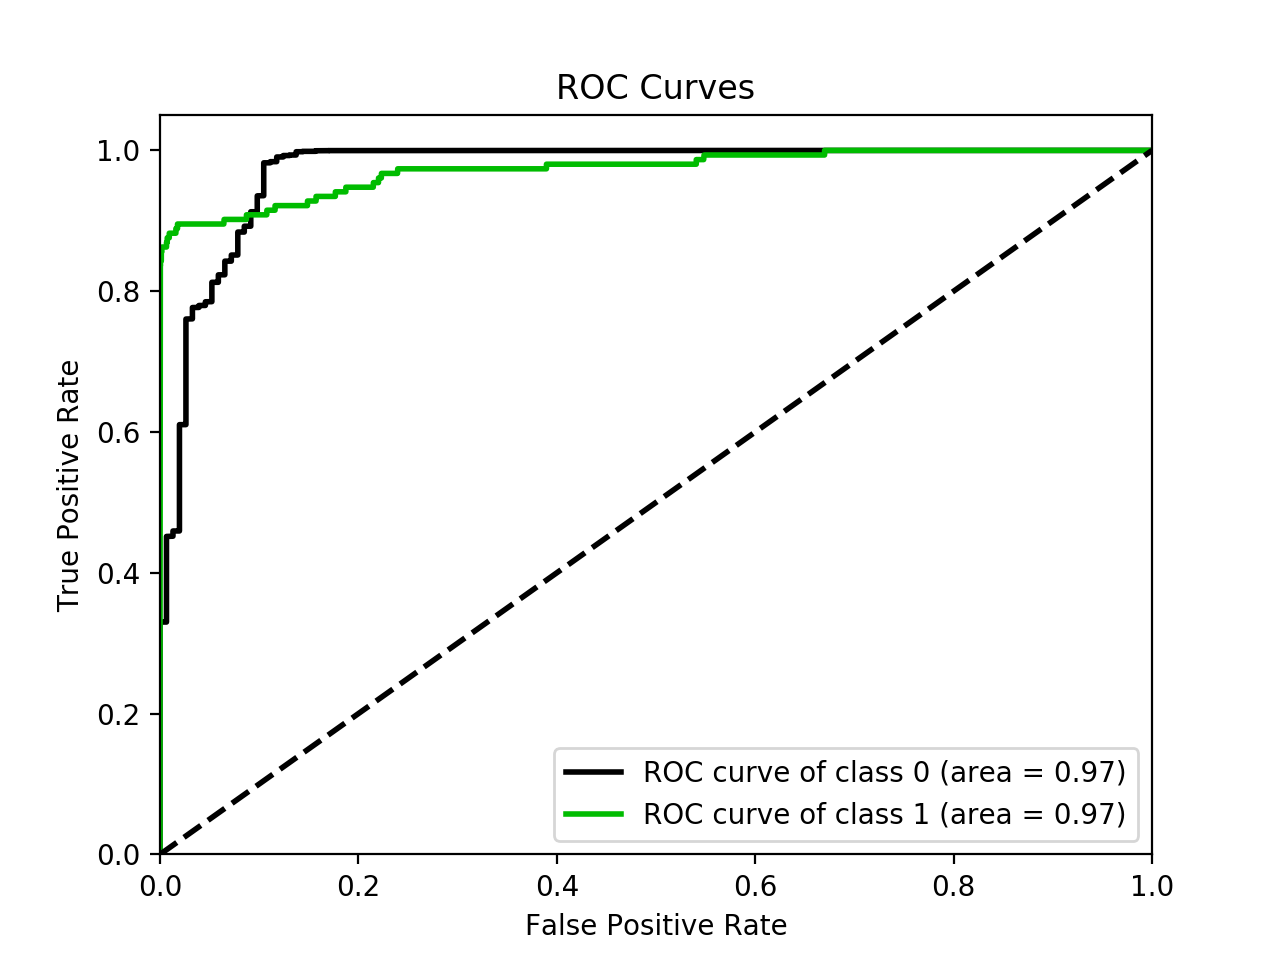 ROC Curves
True Positive Rate
1.0
0.8
0.6
0.4
0.2
0.0
ROC curve of class 0 (area = 0.97)
ROC curve of class 1 (area = 0.97)
0.0 0.2 0.4 0.6 0.8 1.0
False Positive Rate